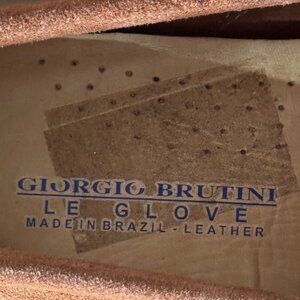 GIORGIO BRUTINI
LE GLOVE
MADE IN BRAZIL - LEATHER